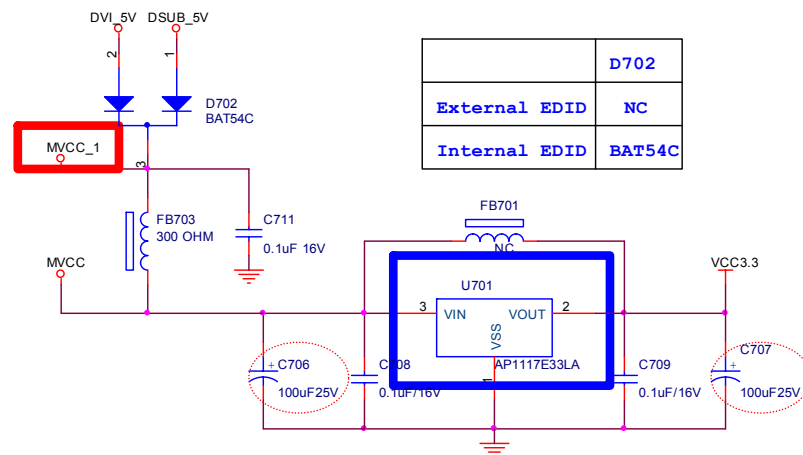 DVI_5V DSUB_5V
2 1
D702
BAT54C
D702
External EDID NC
Internal EDID BAT54C
MVCC_1
3
FB703
300 OHM
C711
0.1uF 16V
FB701
NC
MVCC
VCC3.3
U701
3 VIN VOUT 2
VSS
AP1117E33LA
1
+ C706
100uF25V
C708
0.1uF/16V
C709
0.1uF/16V
+ C707
100uF25V